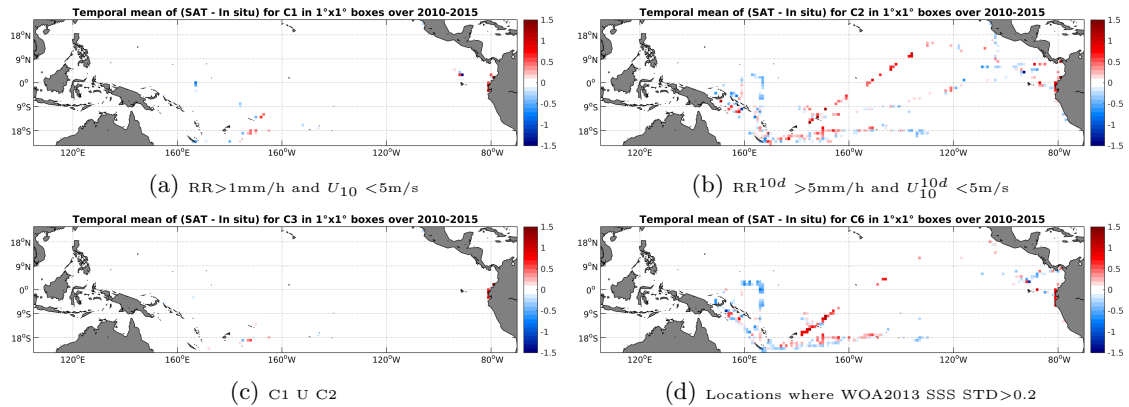 Temporal mean of (SAT - In situ) for C1 in 1°x1° boxes over 2010-2015
18°N
9°N
0°
9°S
18°S
120°E
160°E
160°W
120°W
80°W
1.5
1
0.5
0
-0.5
-1
-1.5
(a) RR>1mm/h and U10 <5m/s
Temporal mean of (SAT - In situ) for C2 in 1°x1° boxes over 2010-2015
18°N
9°N
0°
9°S
18°S
120°E
160°E
160°W
120°W
80°W
1.5
1
0.5
0
-0.5
-1
-1.5
(b) RR^10d >5mm/h and U10^10d <5m/s
Temporal mean of (SAT - In situ) for C3 in 1°x1° boxes over 2010-2015
18°N
9°N
0°
9°S
18°S
120°E
160°E
160°W
120°W
80°W
1.5
1
0.5
0
-0.5
-1
-1.5
(c) C1 U C2
Temporal mean of (SAT - In situ) for C6 in 1°x1° boxes over 2010-2015
18°N
9°N
0°
9°S
18°S
120°E
160°E
160°W
120°W
80°W
1.5
1
0.5
0
-0.5
-1
-1.5
(d) Locations where WOA2013 SSS STD>0.2